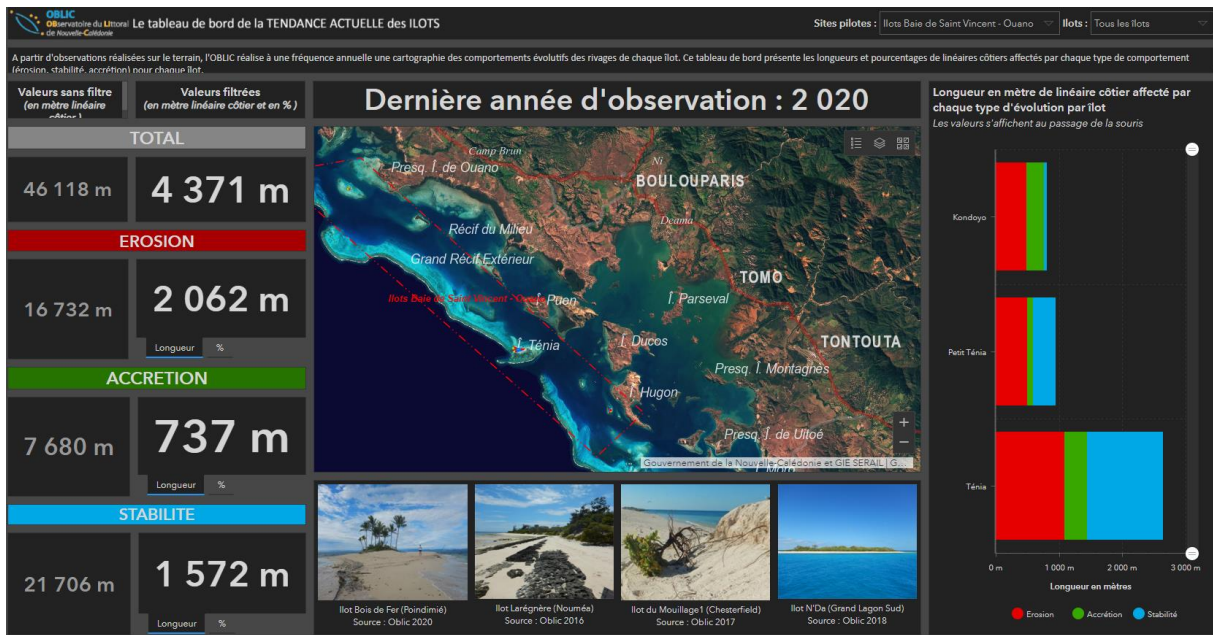 OBLIC
OBservatoire du LIttoral
de Nouvelle-Calédonie
Le tableau de bord de la TENDANCE ACTUELLE des ILOTS
Sites pilotes : Ilots Baie de Saint Vincent - Ouano
Ilots : Tous les îlots
A partir d'observations réalisées sur le terrain, l'OBLIC réalise à une fréquence annuelle une cartographie des comportements évolutifs des rivages de chaque îlot. Ce tableau de bord présente les longueurs et pourcentages de linéaires côtiers affectés par chaque type de comportement
(érosion, stabilité, accrétion) pour chaque îlot.
Valeurs sans filtre
(en mètre linéaire
côtier )
Valeurs filtrées
(en mètre linéaire côtier et en % )
TOTAL
46 118 m
4 371 m
EROSION
16 732 m
2 062 m
Longueur %
ACCRETION
7 680 m
737 m
Longueur %
STABILITE
21 706 m
1 572 m
Longueur %
Dernière année d'observation : 2 020
Camp Brun
Presq. Î. de Ouano
Ni
BOULOUPARIS
Ouenghi
Récif du Milieu
Grand Récif Extérieur
TOMO
Ilots Baie de Saint Vincent - Ouano
Î. Puen
Î. Parseval
Î. Ténia
Î. Ducos
TONTOUTA
Presq. Î. Montagnès
Î. Hugon
Presq. Î. de Uitoé
+
−
Gouvernement de la Nouvelle-Calédonie et GIE SERAIL | G...
Ilot Bois de Fer (Poindimié)
Source : Oblic 2020
Ilot Larégnère (Nouméa)
Source : Oblic 2016
Ilot du Mouillage1 (Chesterfield)
Source : Oblic 2017
Ilot N'Da (Grand Lagon Sud)
Source : Oblic 2018
Longueur en mètre de linéaire côtier affecté par
chaque type d'évolution par îlot
Les valeurs s'affichent au passage de la souris
Kondoyo
Petit Ténia
Ténia
0 m
1 000 m
2 000 m
3 000 m
Longueur en mètres
Erosion
Accrétion
Stabilité